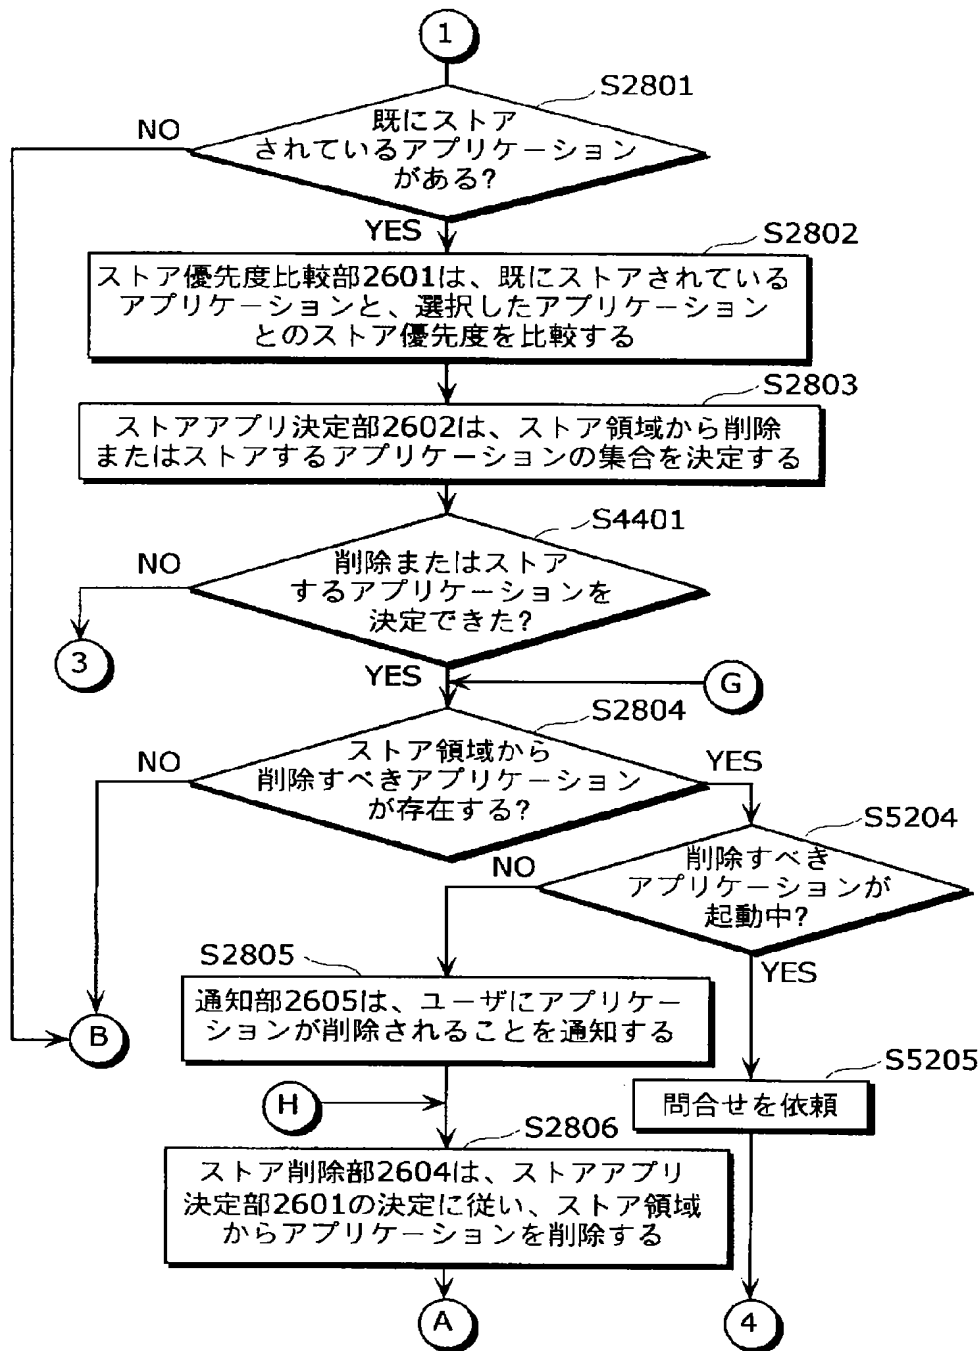 1
S2801
NO
既にストア
されているアプリケーション
がある?
YES
S2802
ストア優先度比較部2601は、既にストアされている
アプリケーションと、選択したアプリケーション
とのストア優先度を比較する
S2803
ストアアプリ決定部2602は、ストア領域から削除
またはストアするアプリケーションの集合を決定する
S4401
NO
削除またはストア
するアプリケーションを
決定できた?
3
YES
G
S2804
NO
ストア領域から
削除すべきアプリケーション
が存在する?
YES
S5204
NO
削除すべき
アプリケーションが
起動中?
YES
S2805
通知部2605は、ユーザにアプリケー
ションが削除されることを通知する
B
S5205
問合せを依頼
H
S2806
ストア削除部2604は、ストアアプリ
決定部2601の決定に従い、ストア領域
からアプリケーションを削除する
A
4